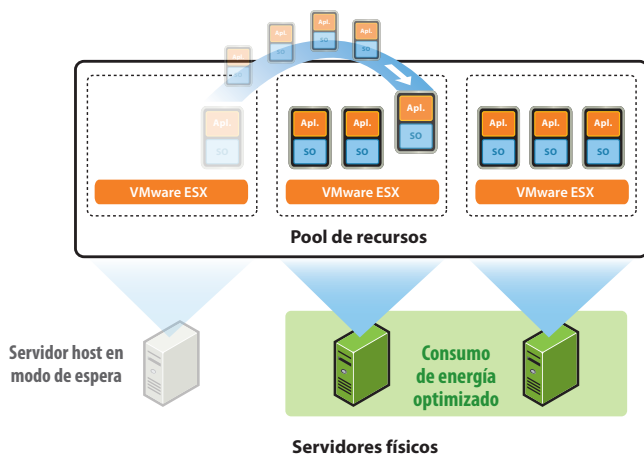 Apl.
SO
Apl.
SO
Apl.
SO
Apl.
SO
Apl.
SO
Apl.
SO
Apl.
SO
Apl.
SO
Apl.
SO
Apl.
SO
Apl.
SO
VMware ESX
VMware ESX
VMware ESX
Pool de recursos
Servidor host en
modo de espera
Consumo
de energía
optimizado
Servidores físicos